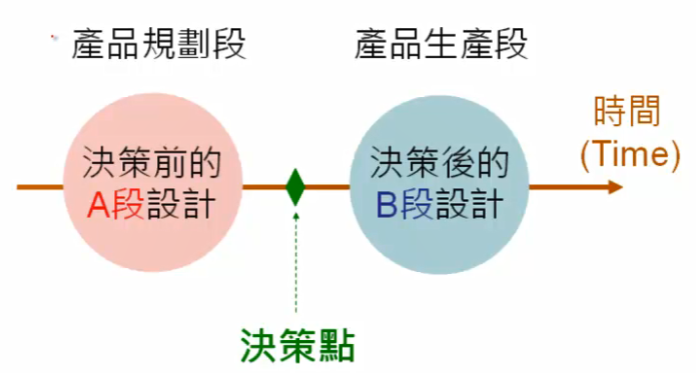 產品規劃段
產品生產段
決策前的
A段設計
決策後的
B段設計
時間
(Time)
決策點